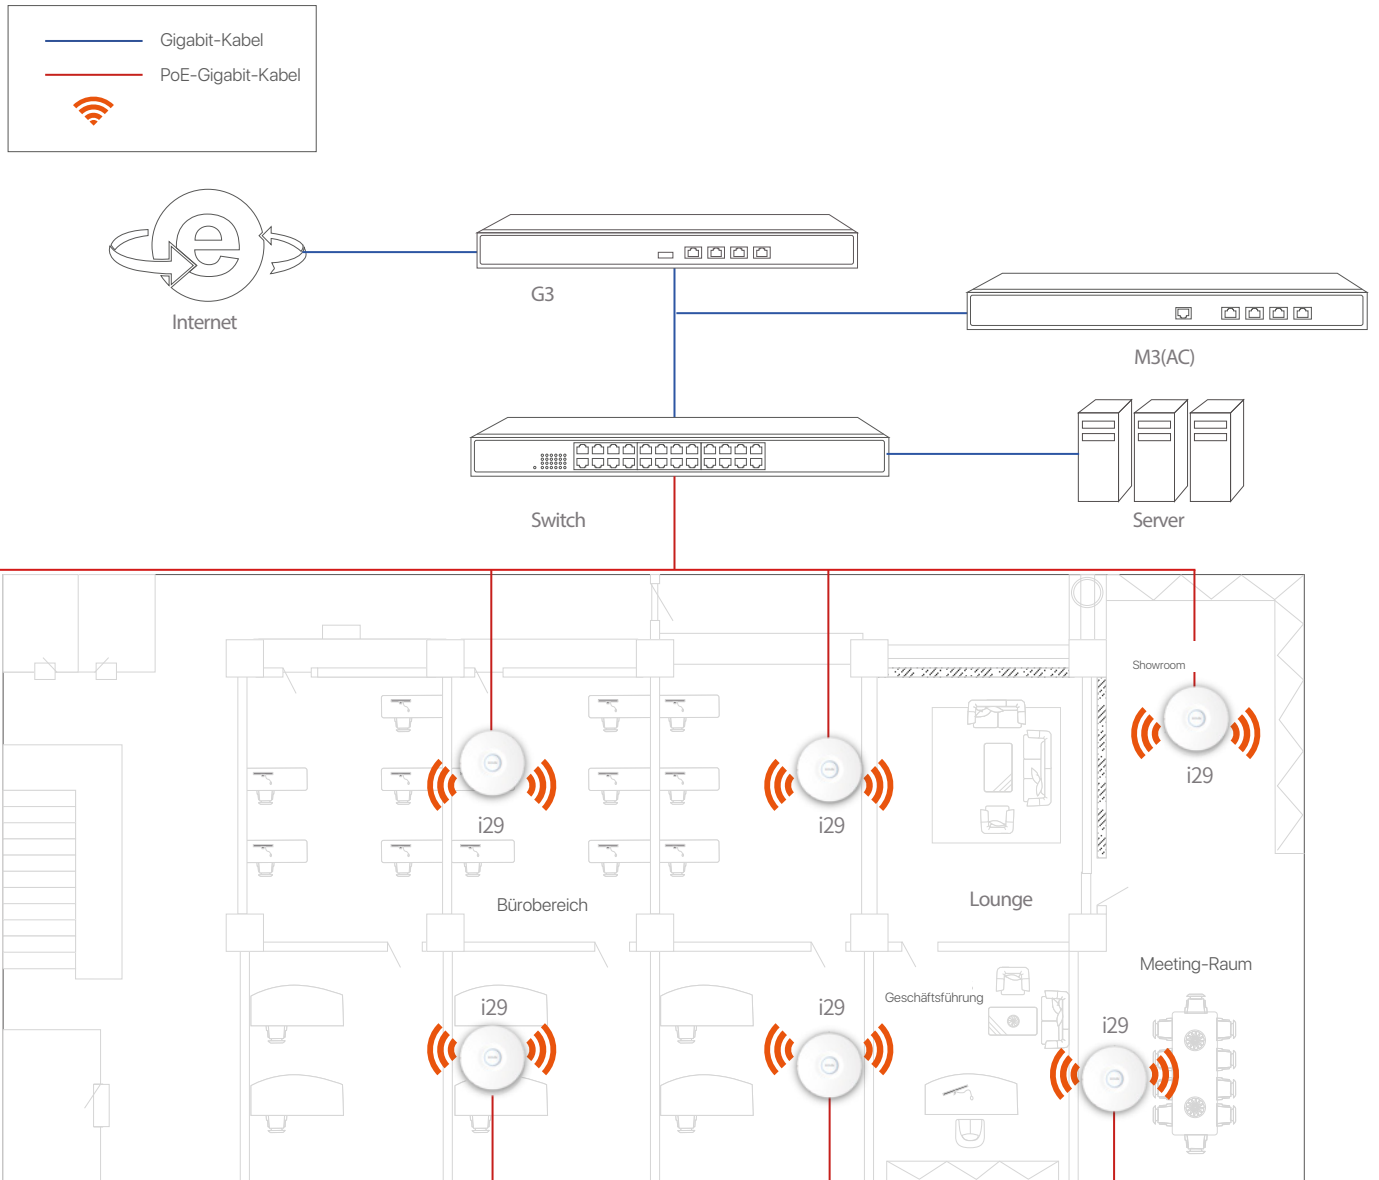 Gigabit-Kabel
PoE-Gigabit-Kabel
Internet
G3
M3(AC)
Switch
Server
Showroom
i29
i29
i29
Bürobereich
Lounge
Meeting-Raum
Geschäftsführung
i29
i29
i29